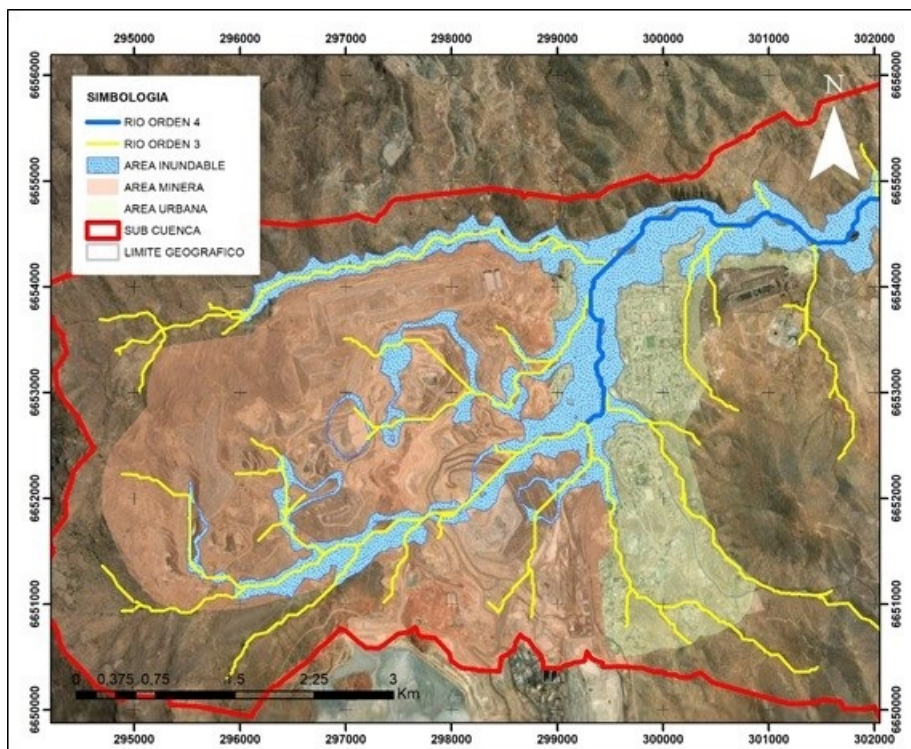 295000 296000 297000 298000 299000 300000 301000 302000
6656000
6655000
6654000
6653000
6652000
6651000
6650000
SIMBOLOGIA
RIO ORDEN 4
RIO ORDEN 3
AREA INUNDABLE
AREA MINERA
AREA URBANA
SUB CUENCA
LIMITE GEOGRAFICO
N
6656000
6655000
6654000
6653000
6652000
6651000
6650000
0 0.375 0.75 1.5 2.25 3
Km
295000 296000 297000 298000 299000 300000 301000 302000